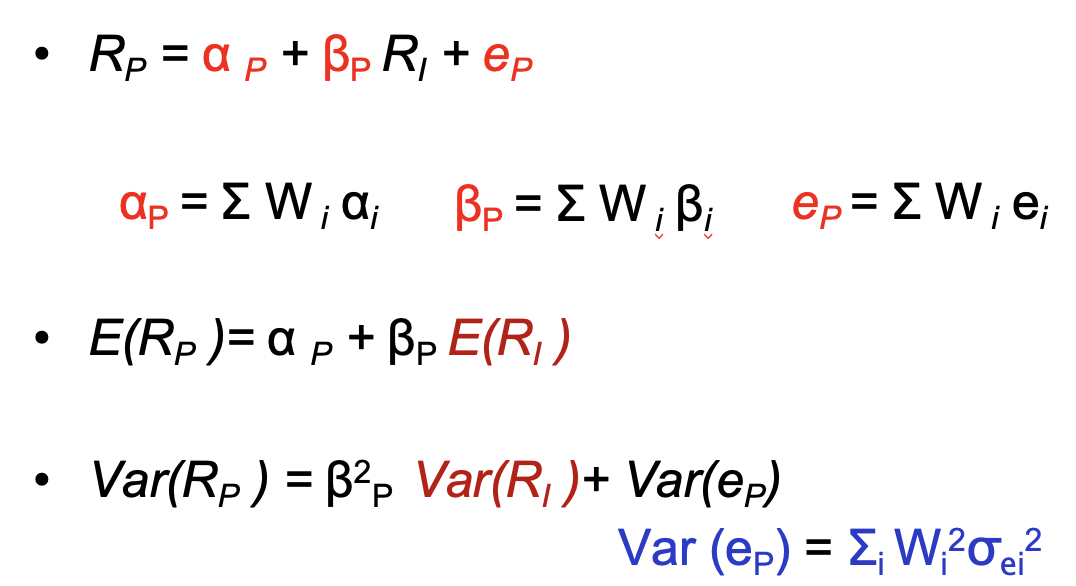 • R_P = α_P + β_P R_I + e_P
α_P = Σ W_i α_i β_P = Σ W_i β_i e_P = Σ W_i e_i
• E(R_P )= α_P + β_P E(R_I )
• Var(R_P ) = β²_P Var(R_I )+ Var(e_P)
Var (e_P) = Σ_i W_i²σ_ei²